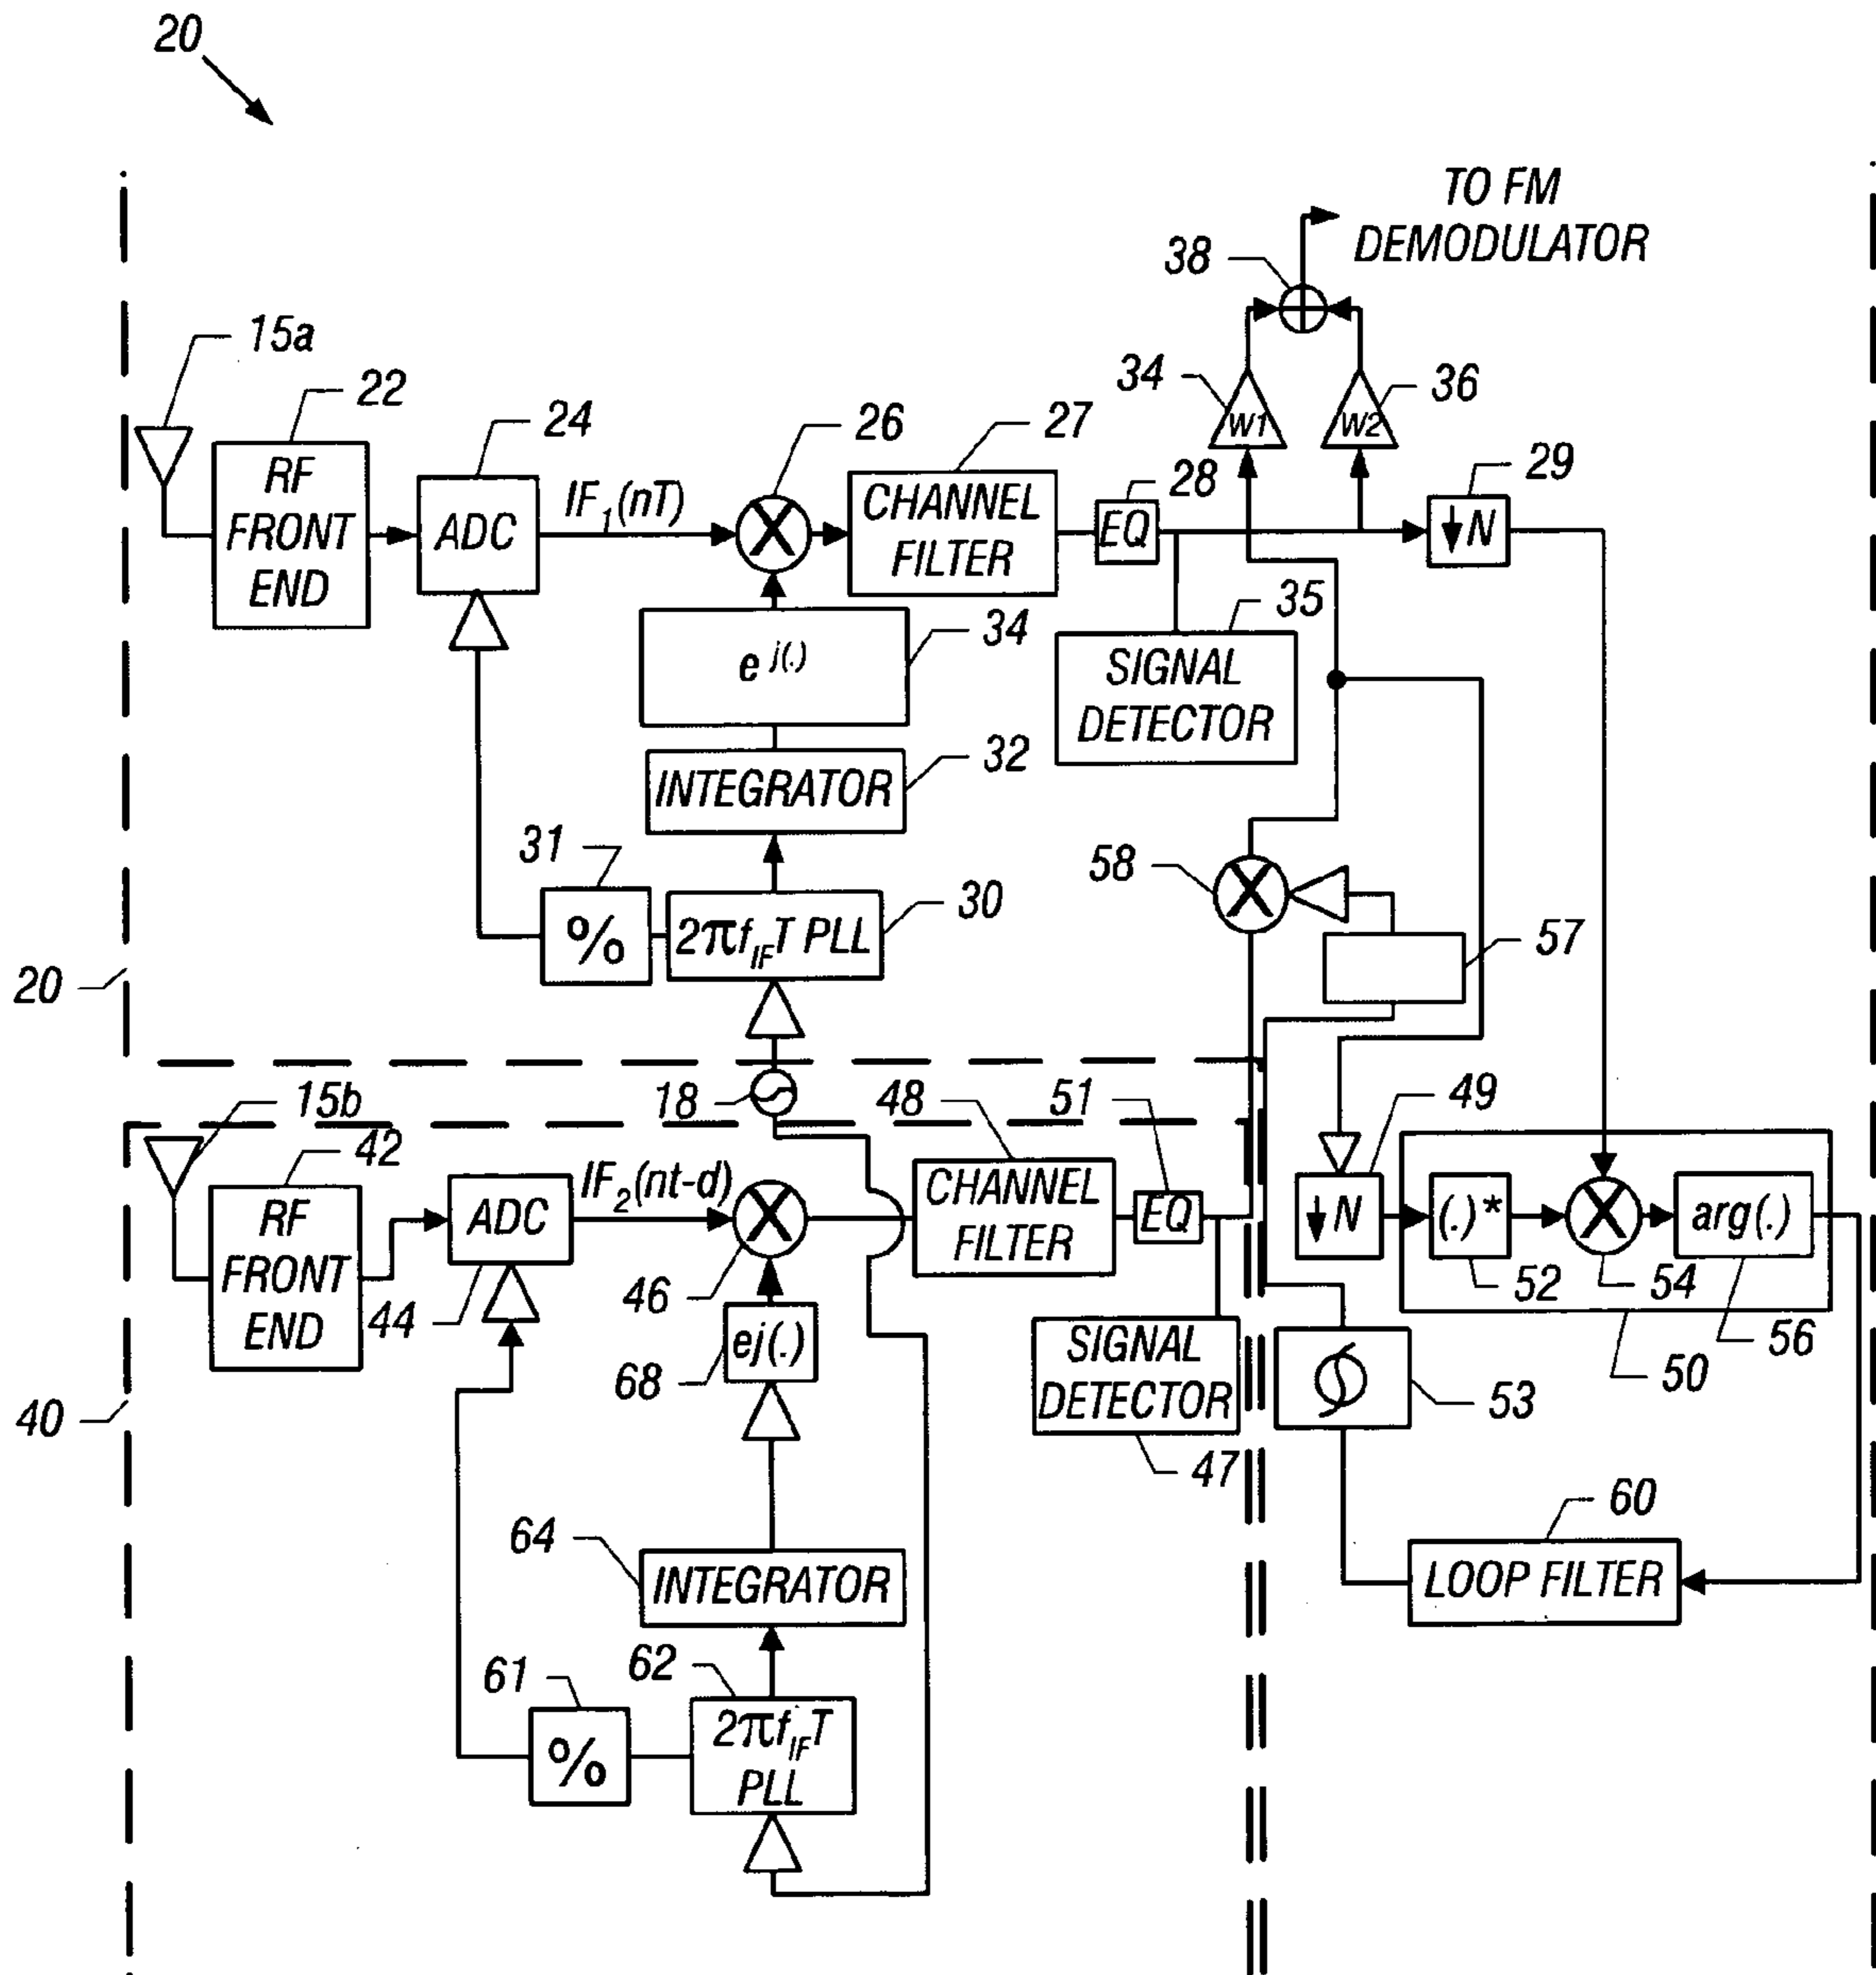 20
TO FM
DEMODULATOR
38
15a
34
36
22
24
26
27
28
W1
W2
29
RF
FRONT
END
ADC
IF1(nT)
X
CHANNEL
FILTER
EQ
↓N
35
34
e j(.)
SIGNAL
DETECTOR
32
INTEGRATOR
31
58
X
30
%
2πfIFT PLL
57
20
18
15b
48
51
49
42
RF
FRONT
END
ADC
IF2(nt-d)
X
CHANNEL
FILTER
EQ
↓N
(.)*
X
arg(.)
44
46
52
54
56
68
ej(.)
SIGNAL
DETECTOR
50
53
40
47
60
64
INTEGRATOR
LOOP FILTER
62
61
%
2πfIFT
PLL